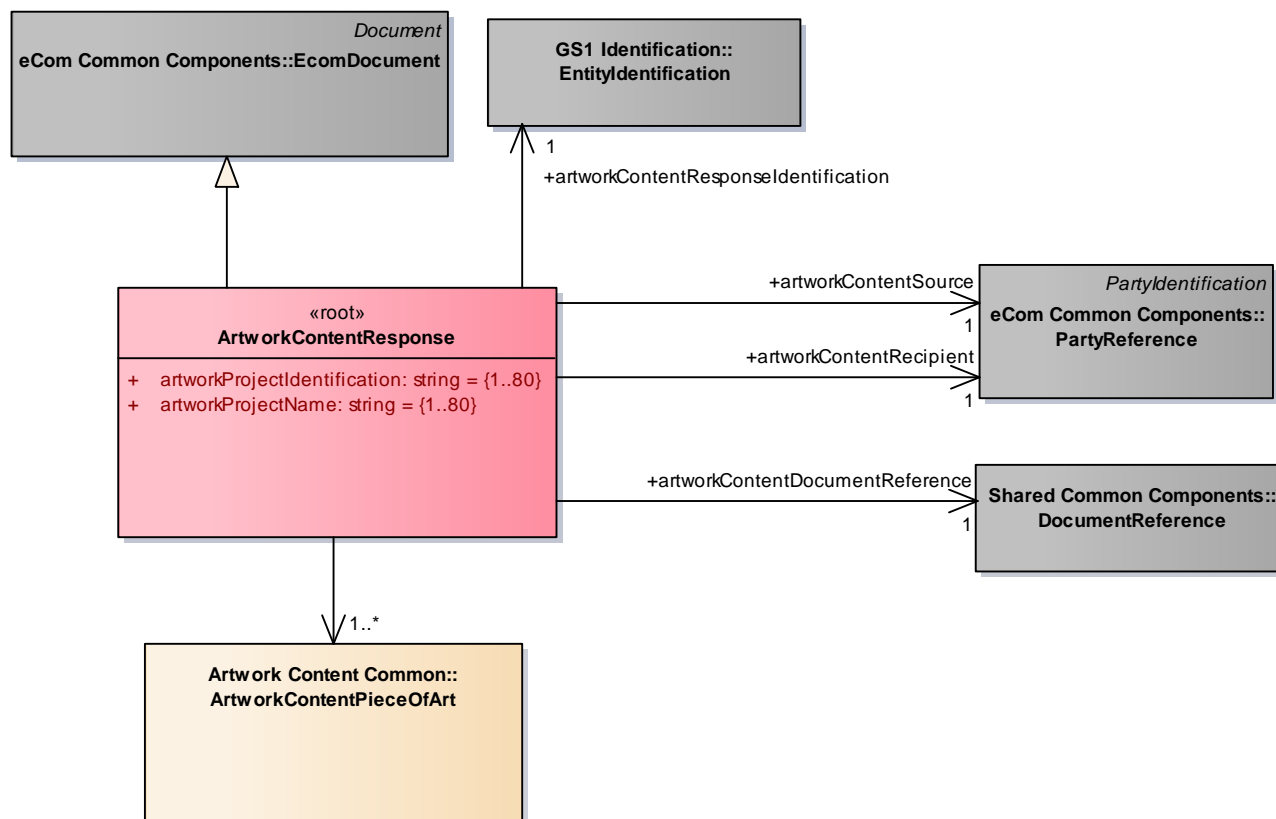 Document
eCom Common Components::EcomDocument
GS1 Identification::
EntityIdentification
1
+artworkContentResponseIdentification
+artworkContentSource
1
PartyIdentification
eCom Common Components::
PartyReference
+artworkContentRecipient
1
«root»
ArtworkContentResponse
+ artworkProjectIdentification: string = {1..80}
+ artworkProjectName: string = {1..80}
+artworkContentDocumentReference
1
Shared Common Components::
DocumentReference
1..*
Artwork Content Common::
ArtworkContentPieceOfArt